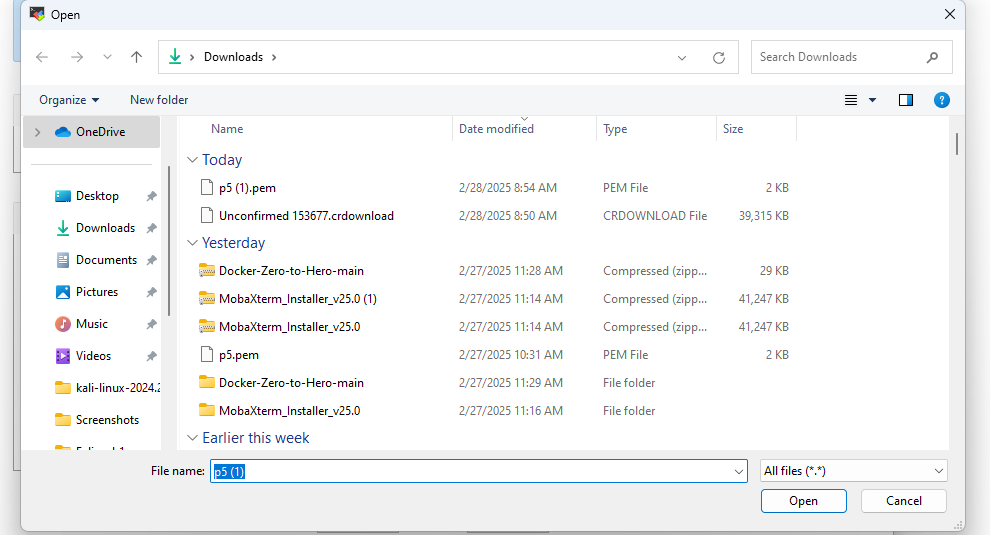 Open
Downloads
Search Downloads
Organize
New folder
OneDrive
Name
Date modified
Type
Size
Today
p5 (1).pem 2/28/2025 8:54 AM PEM File 2 KB
Unconfirmed 153677.crdownload 2/28/2025 8:50 AM CRDOWNLOAD File 39,315 KB
Yesterday
Docker-Zero-to-Hero-main 2/27/2025 11:28 AM Compressed (zipp... 29 KB
MobaXterm_Installer_v25.0 (1) 2/27/2025 11:14 AM Compressed (zipp... 41,247 KB
MobaXterm_Installer_v25.0 2/27/2025 11:14 AM Compressed (zipp... 41,247 KB
p5.pem 2/27/2025 10:31 AM PEM File 2 KB
Docker-Zero-to-Hero-main 2/27/2025 11:29 AM File folder
MobaXterm_Installer_v25.0 2/27/2025 11:16 AM File folder
Earlier this week
Desktop
Downloads
Documents
Pictures
Music
Videos
kali-linux-2024.2
Screenshots
File name: p5 (1)
All files (*.*)
Open
Cancel